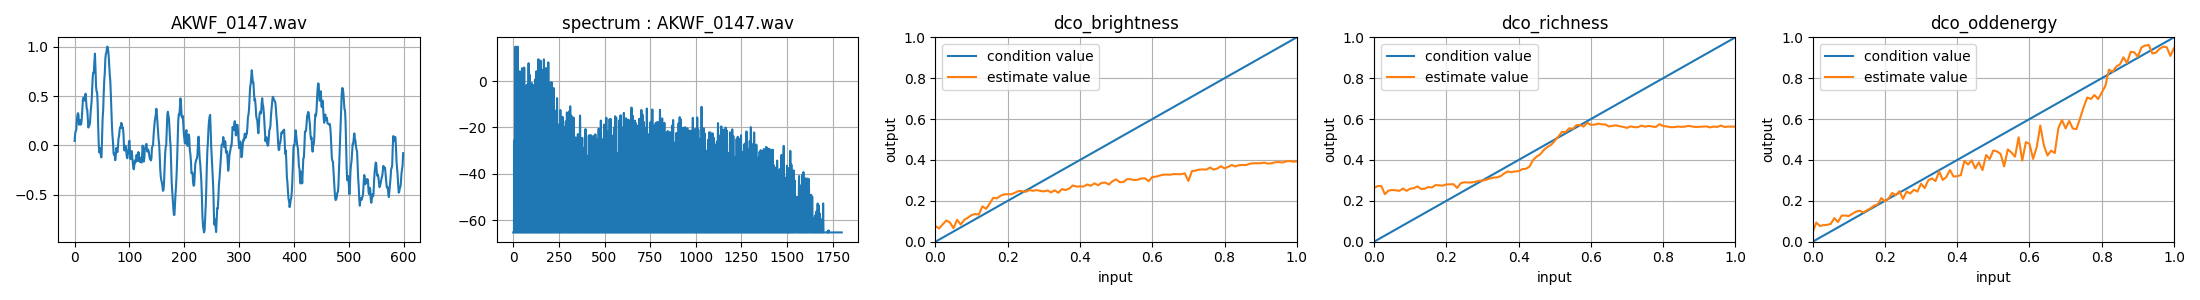 AKWF_0147.wav
1.0
0.5
0.0
−0.5
0 100 200 300 400 500 600
spectrum : AKWF_0147.wav
0
−20
−40
−60
0 250 500 750 1000 1250 1500 1750
dco_brightness
condition value
estimate value
output
1.0
0.8
0.6
0.4
0.2
0.0
0.0 0.2 0.4 0.6 0.8 1.0
input
dco_richness
condition value
estimate value
output
1.0
0.8
0.6
0.4
0.2
0.0
0.0 0.2 0.4 0.6 0.8 1.0
input
dco_oddenergy
condition value
estimate value
output
1.0
0.8
0.6
0.4
0.2
0.0
0.0 0.2 0.4 0.6 0.8 1.0
input